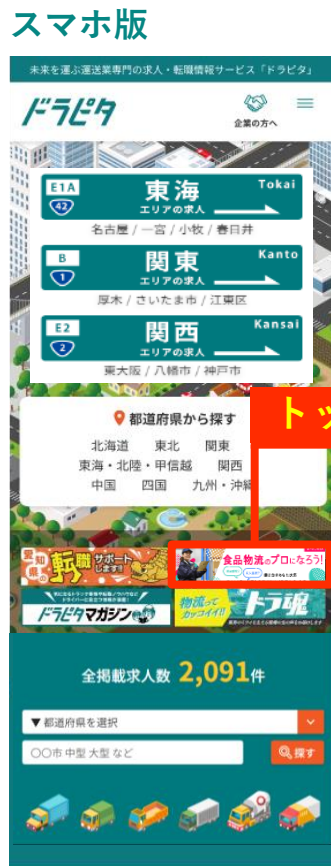 スマホ版
未来を運ぶ運送業専門の求人・転職情報サービス「ドラピタ」
ドラピタ
企業の方へ
E1A
42
東海
Tokai
エリアの求人
名古屋 / 一宮 / 小牧 / 春日井
B
1
関東
Kanto
エリアの求人
厚木 / さいたま市 / 江東区
E2
2
関西
Kansai
エリアの求人
東大阪 / 八幡市 / 神戸市
トッ
都道府県から探す
北海道 東北 関東
東海・北陸・甲信越 関西
中国 四国 九州・沖縄
愛知県の転職サポートします!
食品物流のプロになろう!
ドラピタマガジン
物流ってカッコイイ!!
ドラ魂
全掲載求人数 2,091件
▼都道府県を選択
〇〇市 中型 大型 など
探す